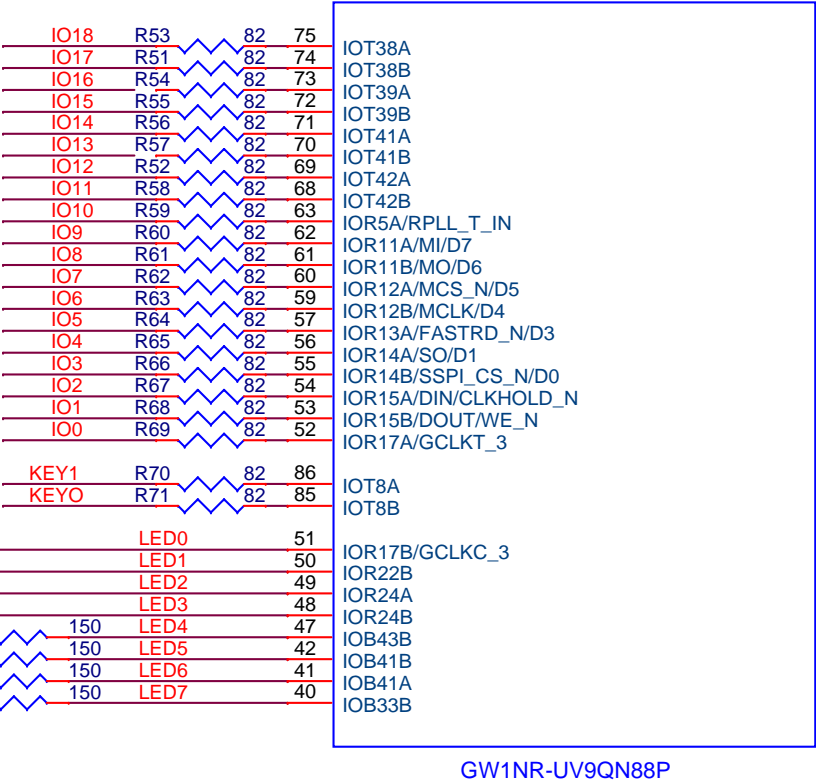 IO18 R53 82 75 IOT38A
IO17 R51 82 74 IOT38B
IO16 R54 82 73 IOT39A
IO15 R55 82 72 IOT39B
IO14 R56 82 71 IOT41A
IO13 R57 82 70 IOT41B
IO12 R52 82 69 IOT42A
IO11 R58 82 68 IOT42B
IO10 R59 82 63 IOR5A/RPLL_T_IN
IO9 R60 82 62 IOR11A/MI/D7
IO8 R61 82 61 IOR11B/MO/D6
IO7 R62 82 60 IOR12A/MCS_N/D5
IO6 R63 82 59 IOR12B/MCLK/D4
IO5 R64 82 57 IOR13A/FASTRD_N/D3
IO4 R65 82 56 IOR14A/SO/D1
IO3 R66 82 55 IOR14B/SSPI_CS_N/D0
IO2 R67 82 54 IOR15A/DIN/CLKHOLD_N
IO1 R68 82 53 IOR15B/DOUT/WE_N
IO0 R69 82 52 IOR17A/GCLKT_3
KEY1 R70 82 86 IOT8A
KEYO R71 82 85 IOT8B
LED0 51 IOR17B/GCLKC_3
LED1 50 IOR22B
LED2 49 IOR24A
LED3 48 IOR24B
150 LED4 47 IOB43B
150 LED5 42 IOB41B
150 LED6 41 IOB41A
150 LED7 40 IOB33B
GW1NR-UV9QN88P